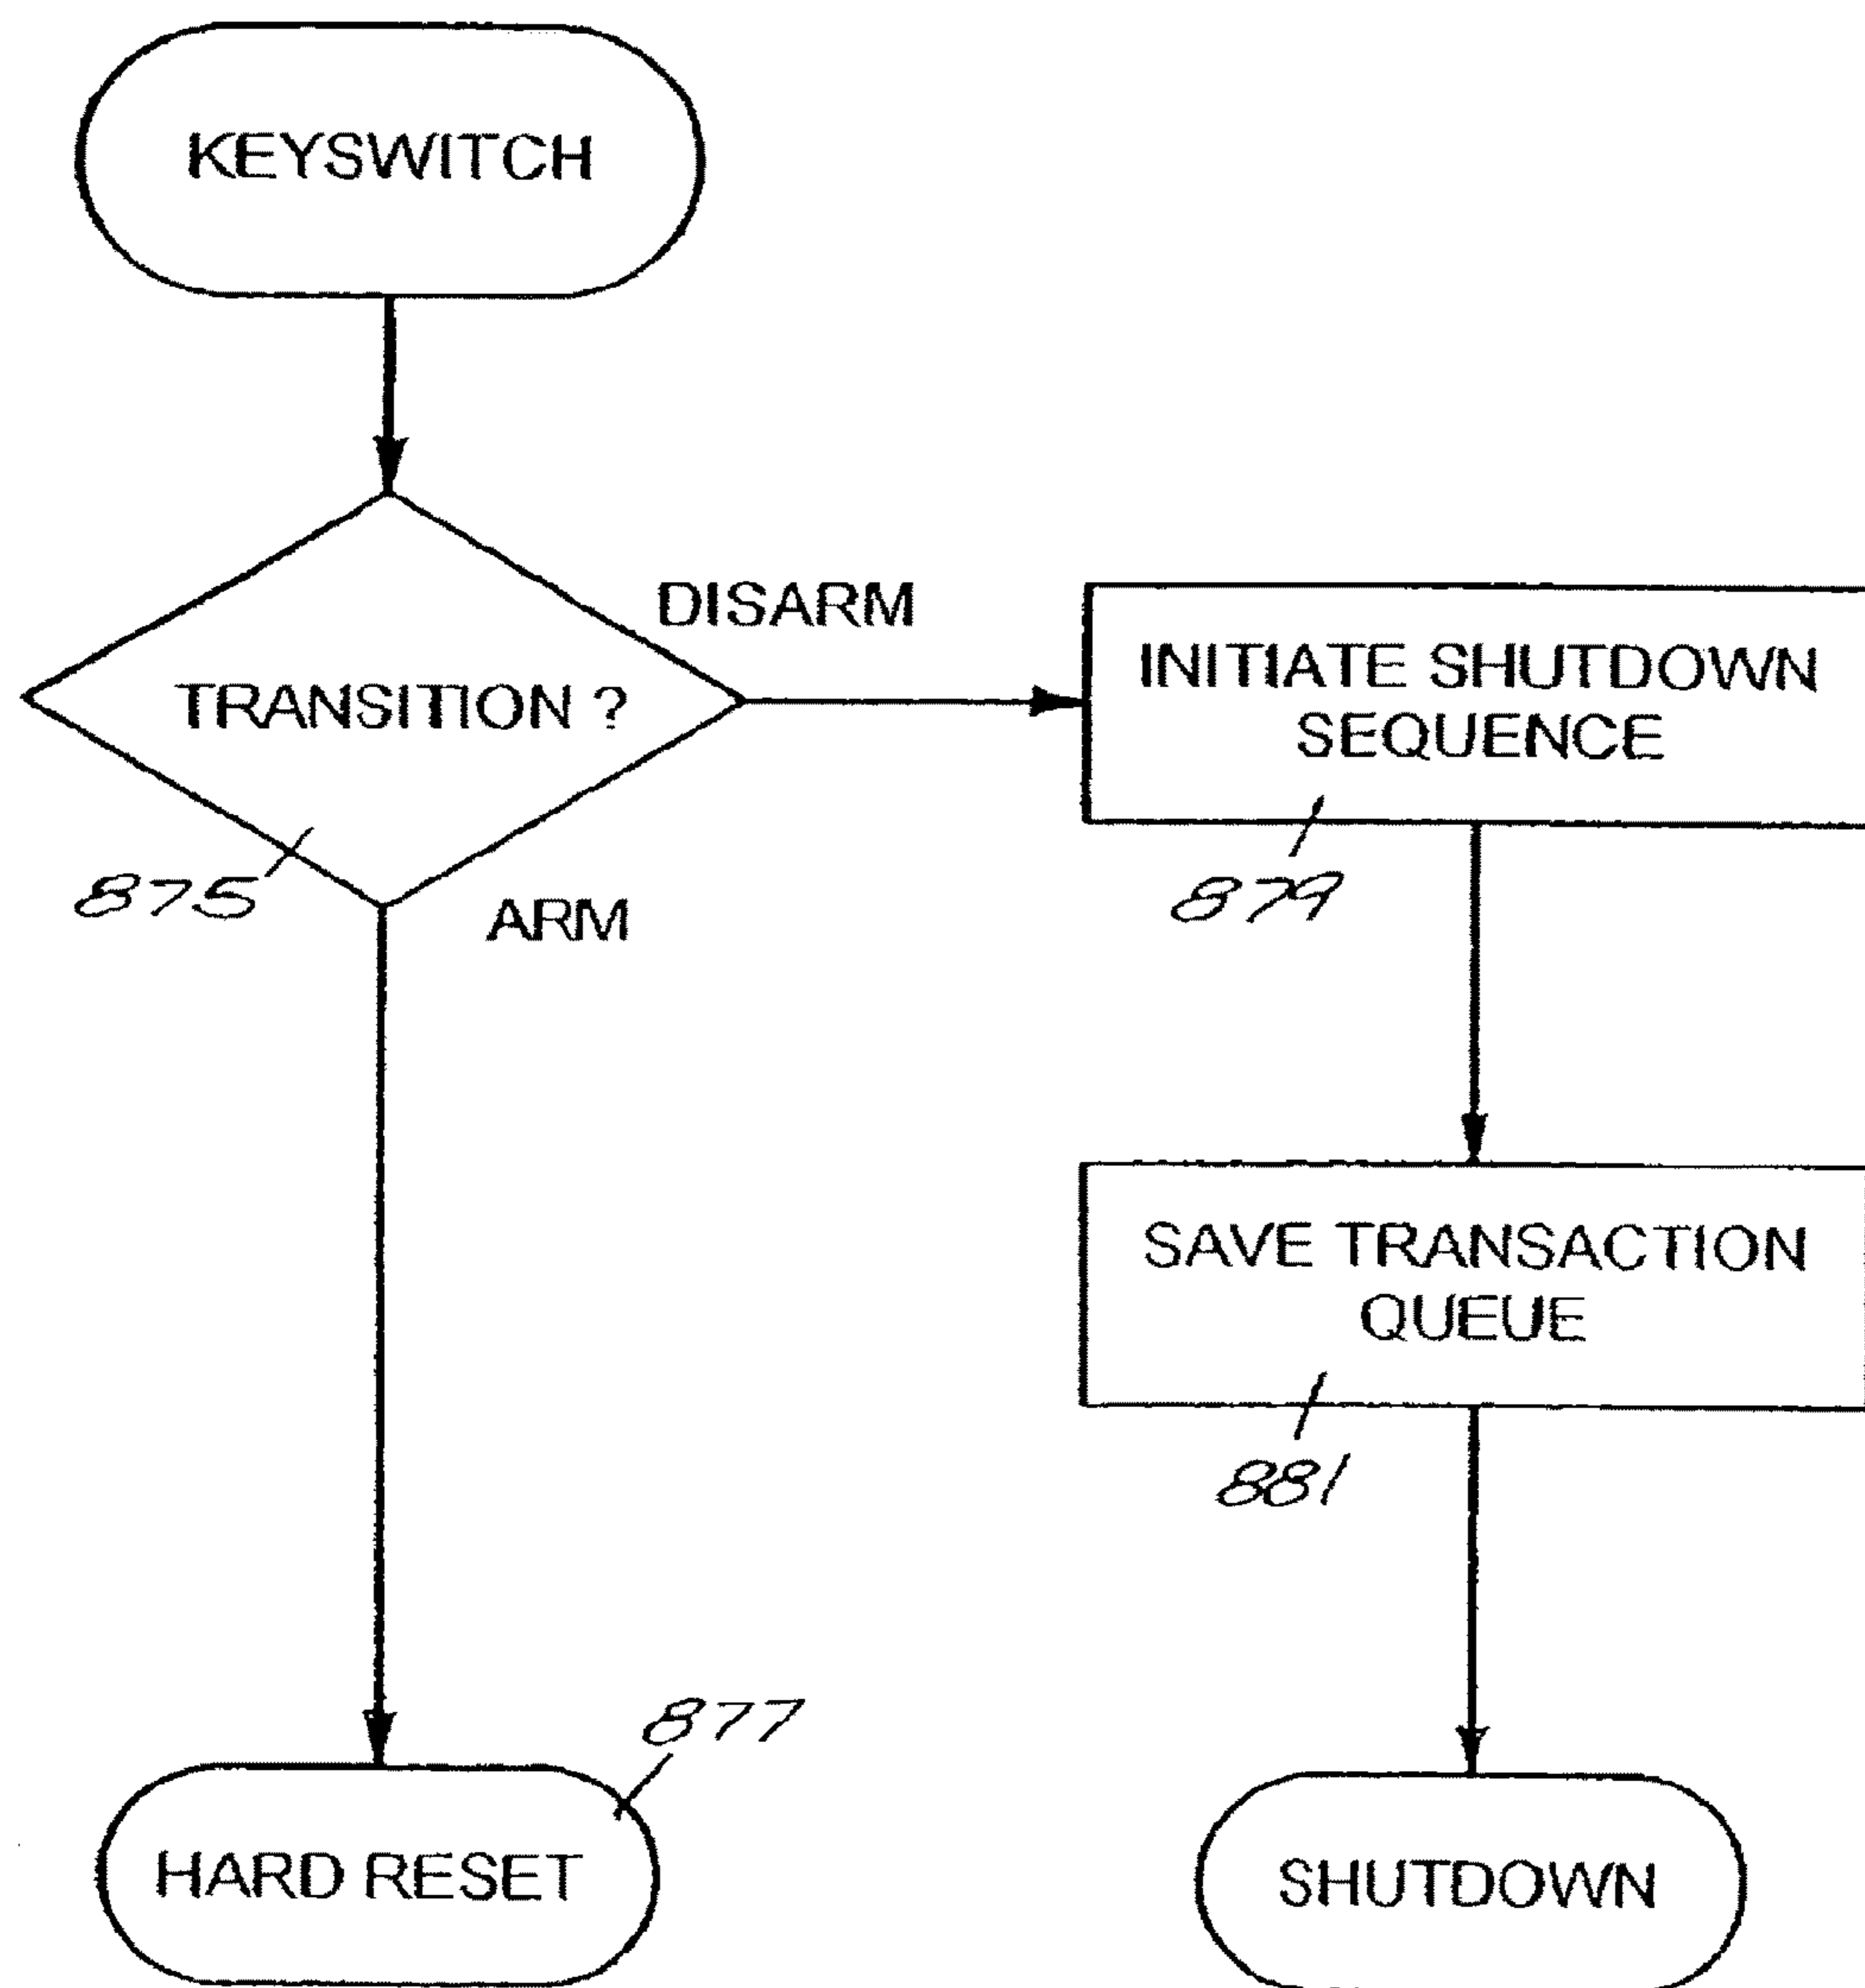 KEYSWITCH
TRANSITION ?
DISARM
875
ARM
INITIATE SHUTDOWN
SEQUENCE
879
SAVE TRANSACTION
QUEUE
881
877
HARD RESET
SHUTDOWN